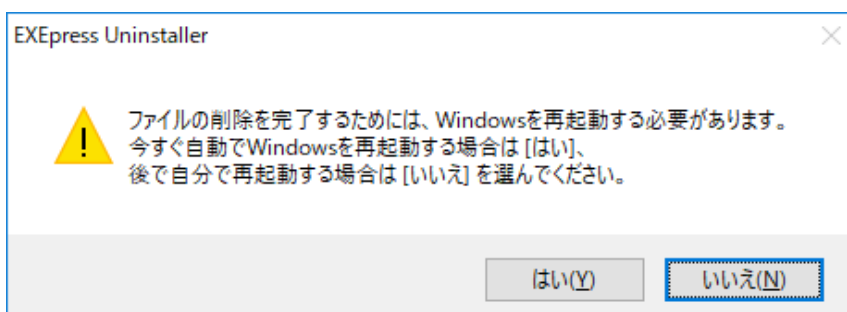 EXEpress Uninstaller
ファイルの削除を完了するためには、Windowsを再起動する必要があります。
今すぐ自動でWindowsを再起動する場合は [はい]、
後で自分で再起動する場合は [いいえ] を選んでください。
はい(Y)
いいえ(N)